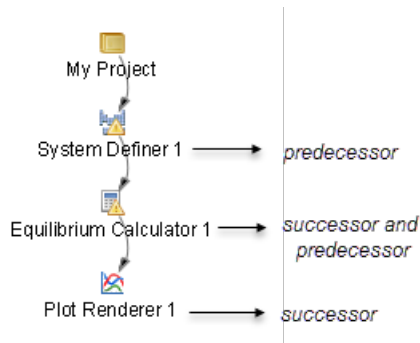 My Project
System Definer 1
predecessor
Equilibrium Calculator 1
successor and
predecessor
Plot Renderer 1
successor